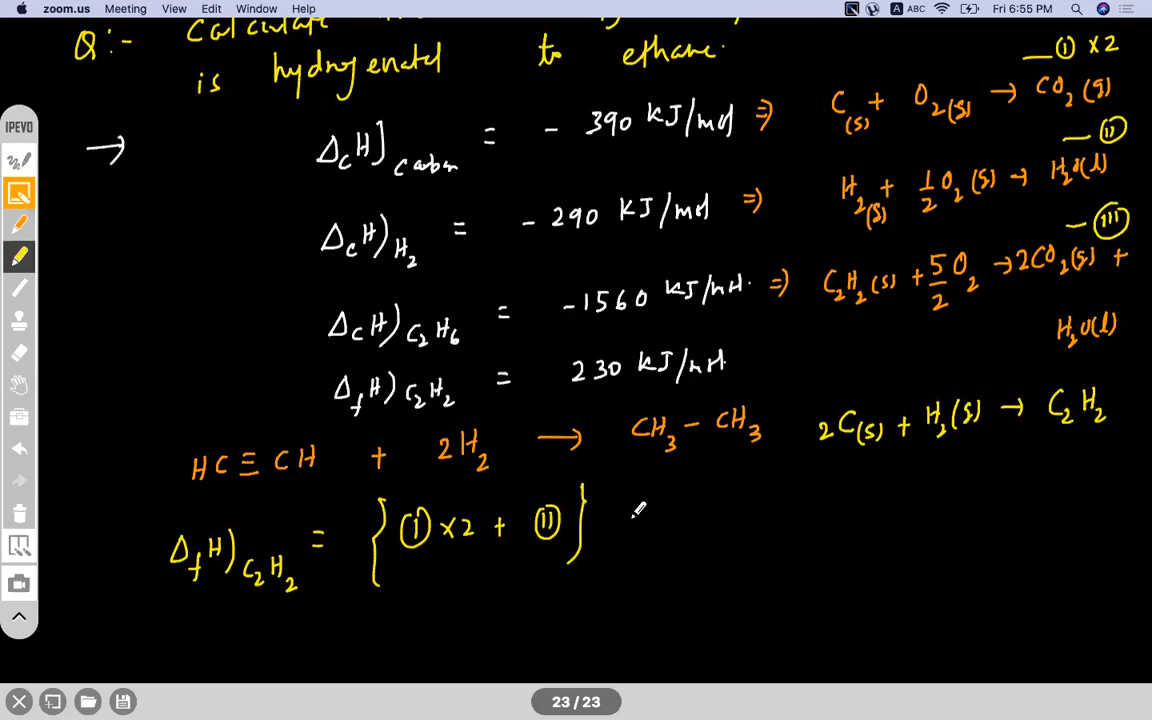 zoom.us Meeting View Edit Window Help ABC Fri 6:55 PM
Q:- Calculate
is hydrogenated to ethane.
— (I) ×2
→ ΔcH]Carbon = - 390 KJ/mol ⇒ C(s) + O2(g) → CO2(g)
— (II)
ΔcH)H2 = - 290 KJ/mol ⇒ H2(g) + 1/2 O2(g) → H2O(l)
— (III)
ΔcH)C2H6 = -1560 KJ/mol. ⇒ C2H2(g) + 5/2 O2 → 2CO2(g) +
H2O(l)
ΔfH)C2H2 = 230 KJ/mol
HC≡CH + 2H2 → CH3-CH3
2C(s) + H2(g) → C2H2
ΔfH)C2H2 = { (I) ×2 + (II) }
IPEVO
23 / 23